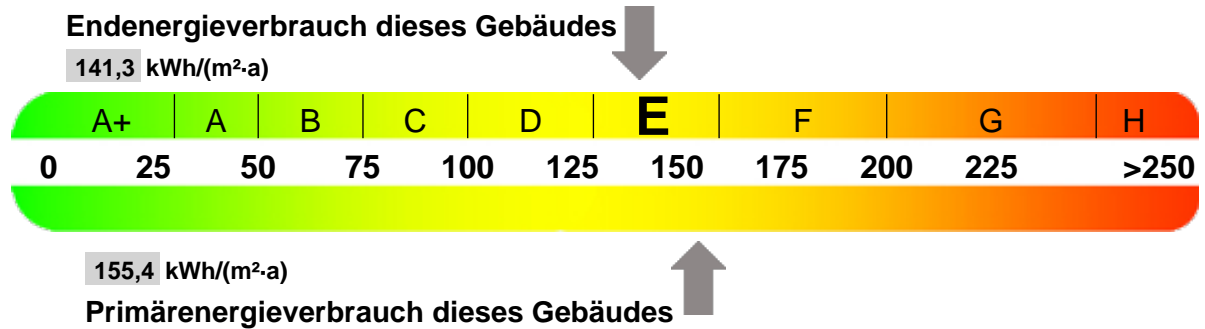 Endenergieverbrauch dieses Gebäudes
141,3 kWh/(m²·a)
A+ A B C D E F G H
0 25 50 75 100 125 150 175 200 225 >250
155,4 kWh/(m²·a)
Primärenergieverbrauch dieses Gebäudes